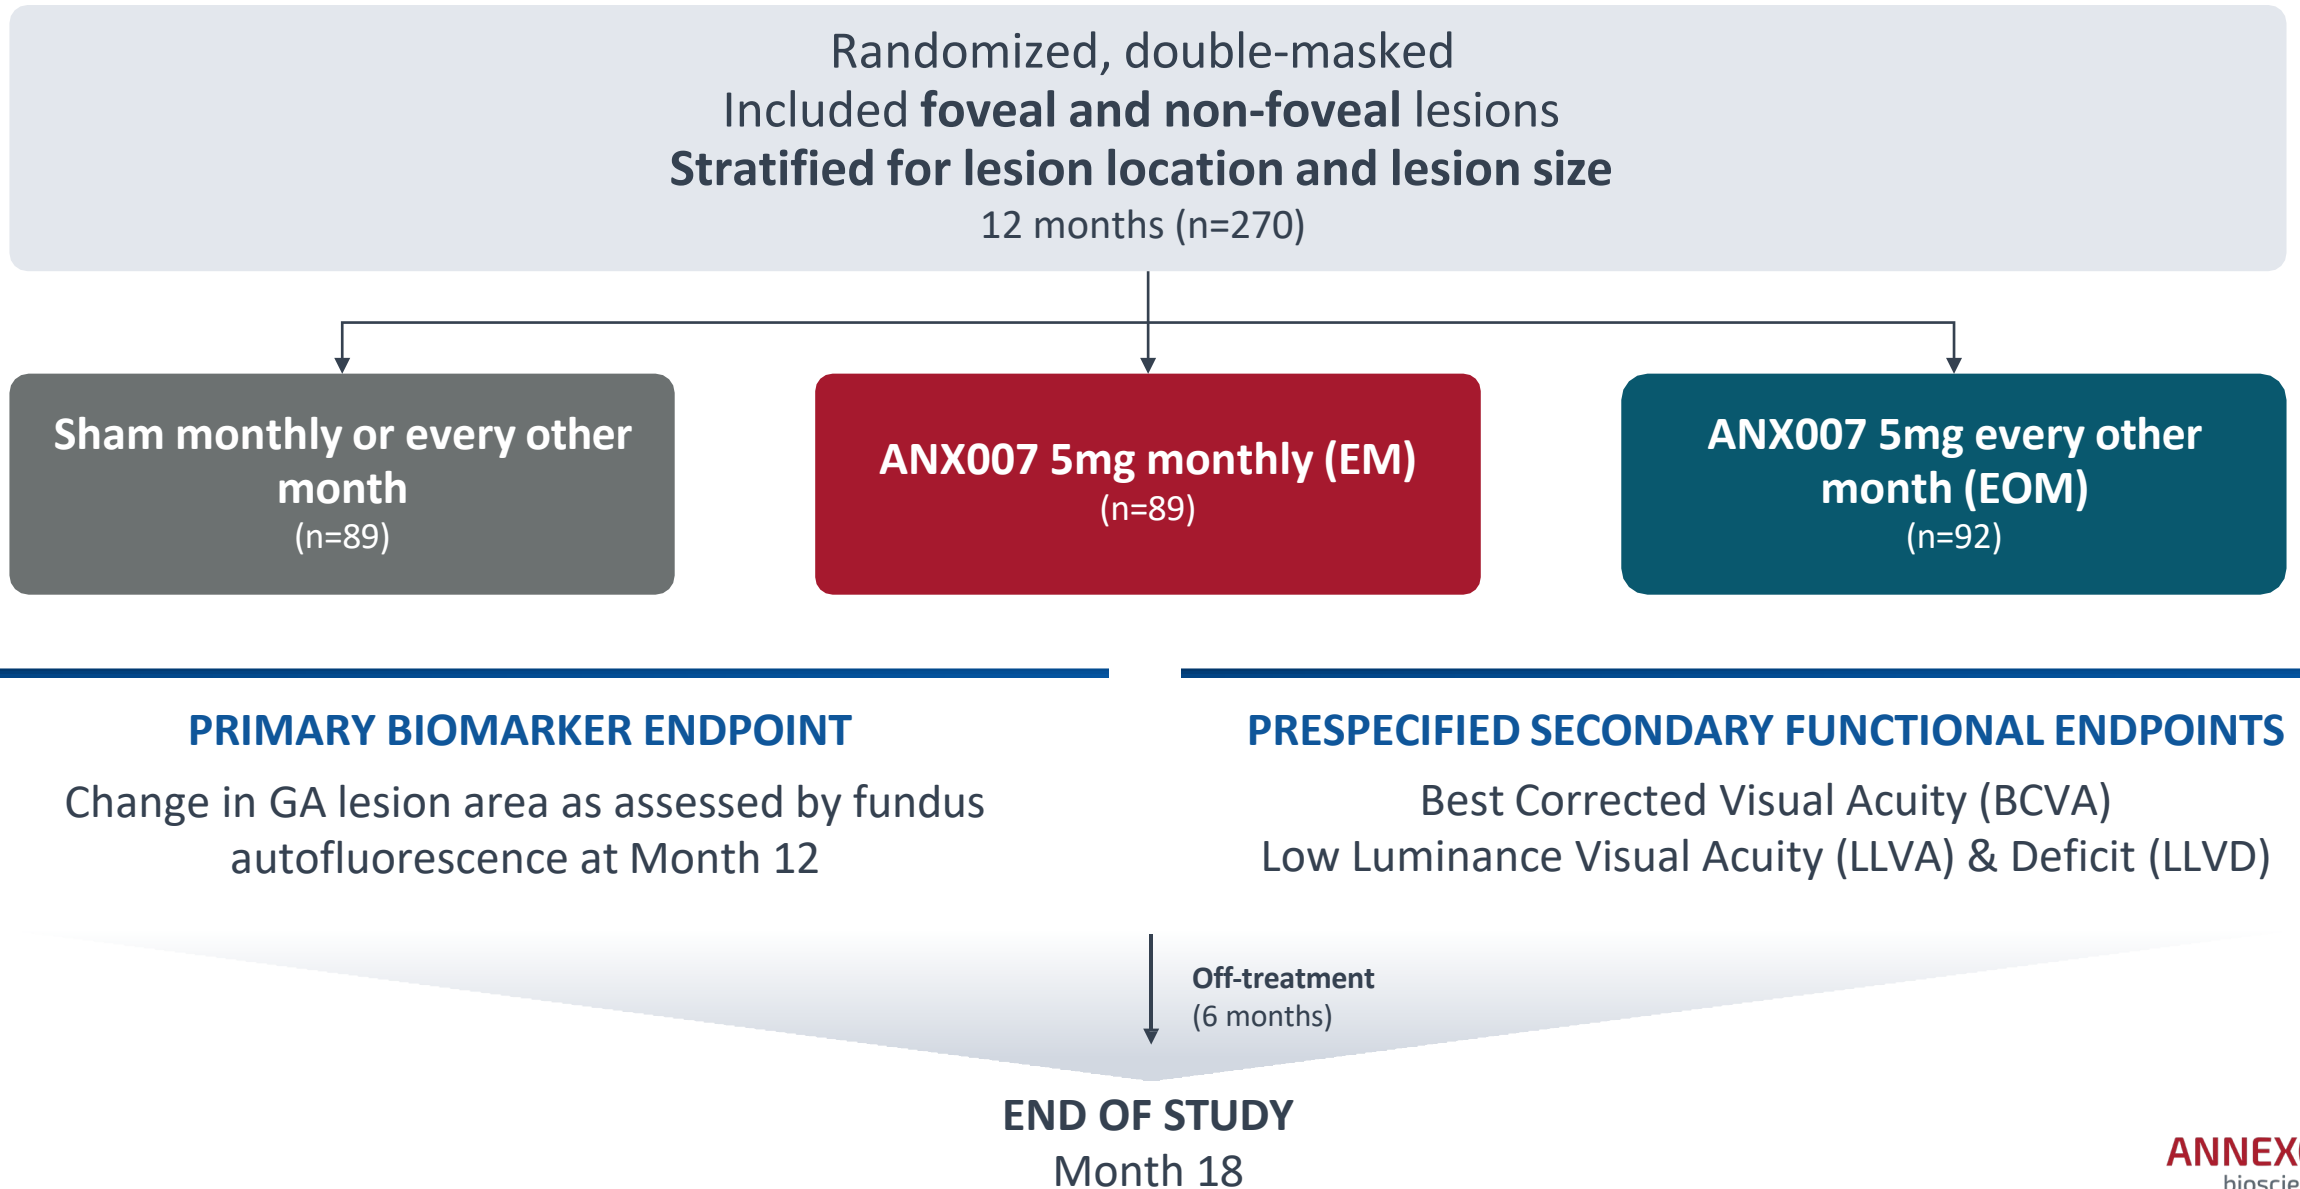 Randomized, double-masked
Included foveal and non-foveal lesions
Stratified for lesion location and lesion size
12 months (n=270)
Sham monthly or every other
month
(n=89)
ANX007 5mg monthly (EM)
(n=89)
ANX007 5mg every other
month (EOM)
(n=92)
PRIMARY BIOMARKER ENDPOINT
Change in GA lesion area as assessed by fundus
autofluorescence at Month 12
PRESPECIFIED SECONDARY FUNCTIONAL ENDPOINTS
Best Corrected Visual Acuity (BCVA)
Low Luminance Visual Acuity (LLVA) & Deficit (LLVD)
Off-treatment
(6 months)
END OF STUDY
Month 18